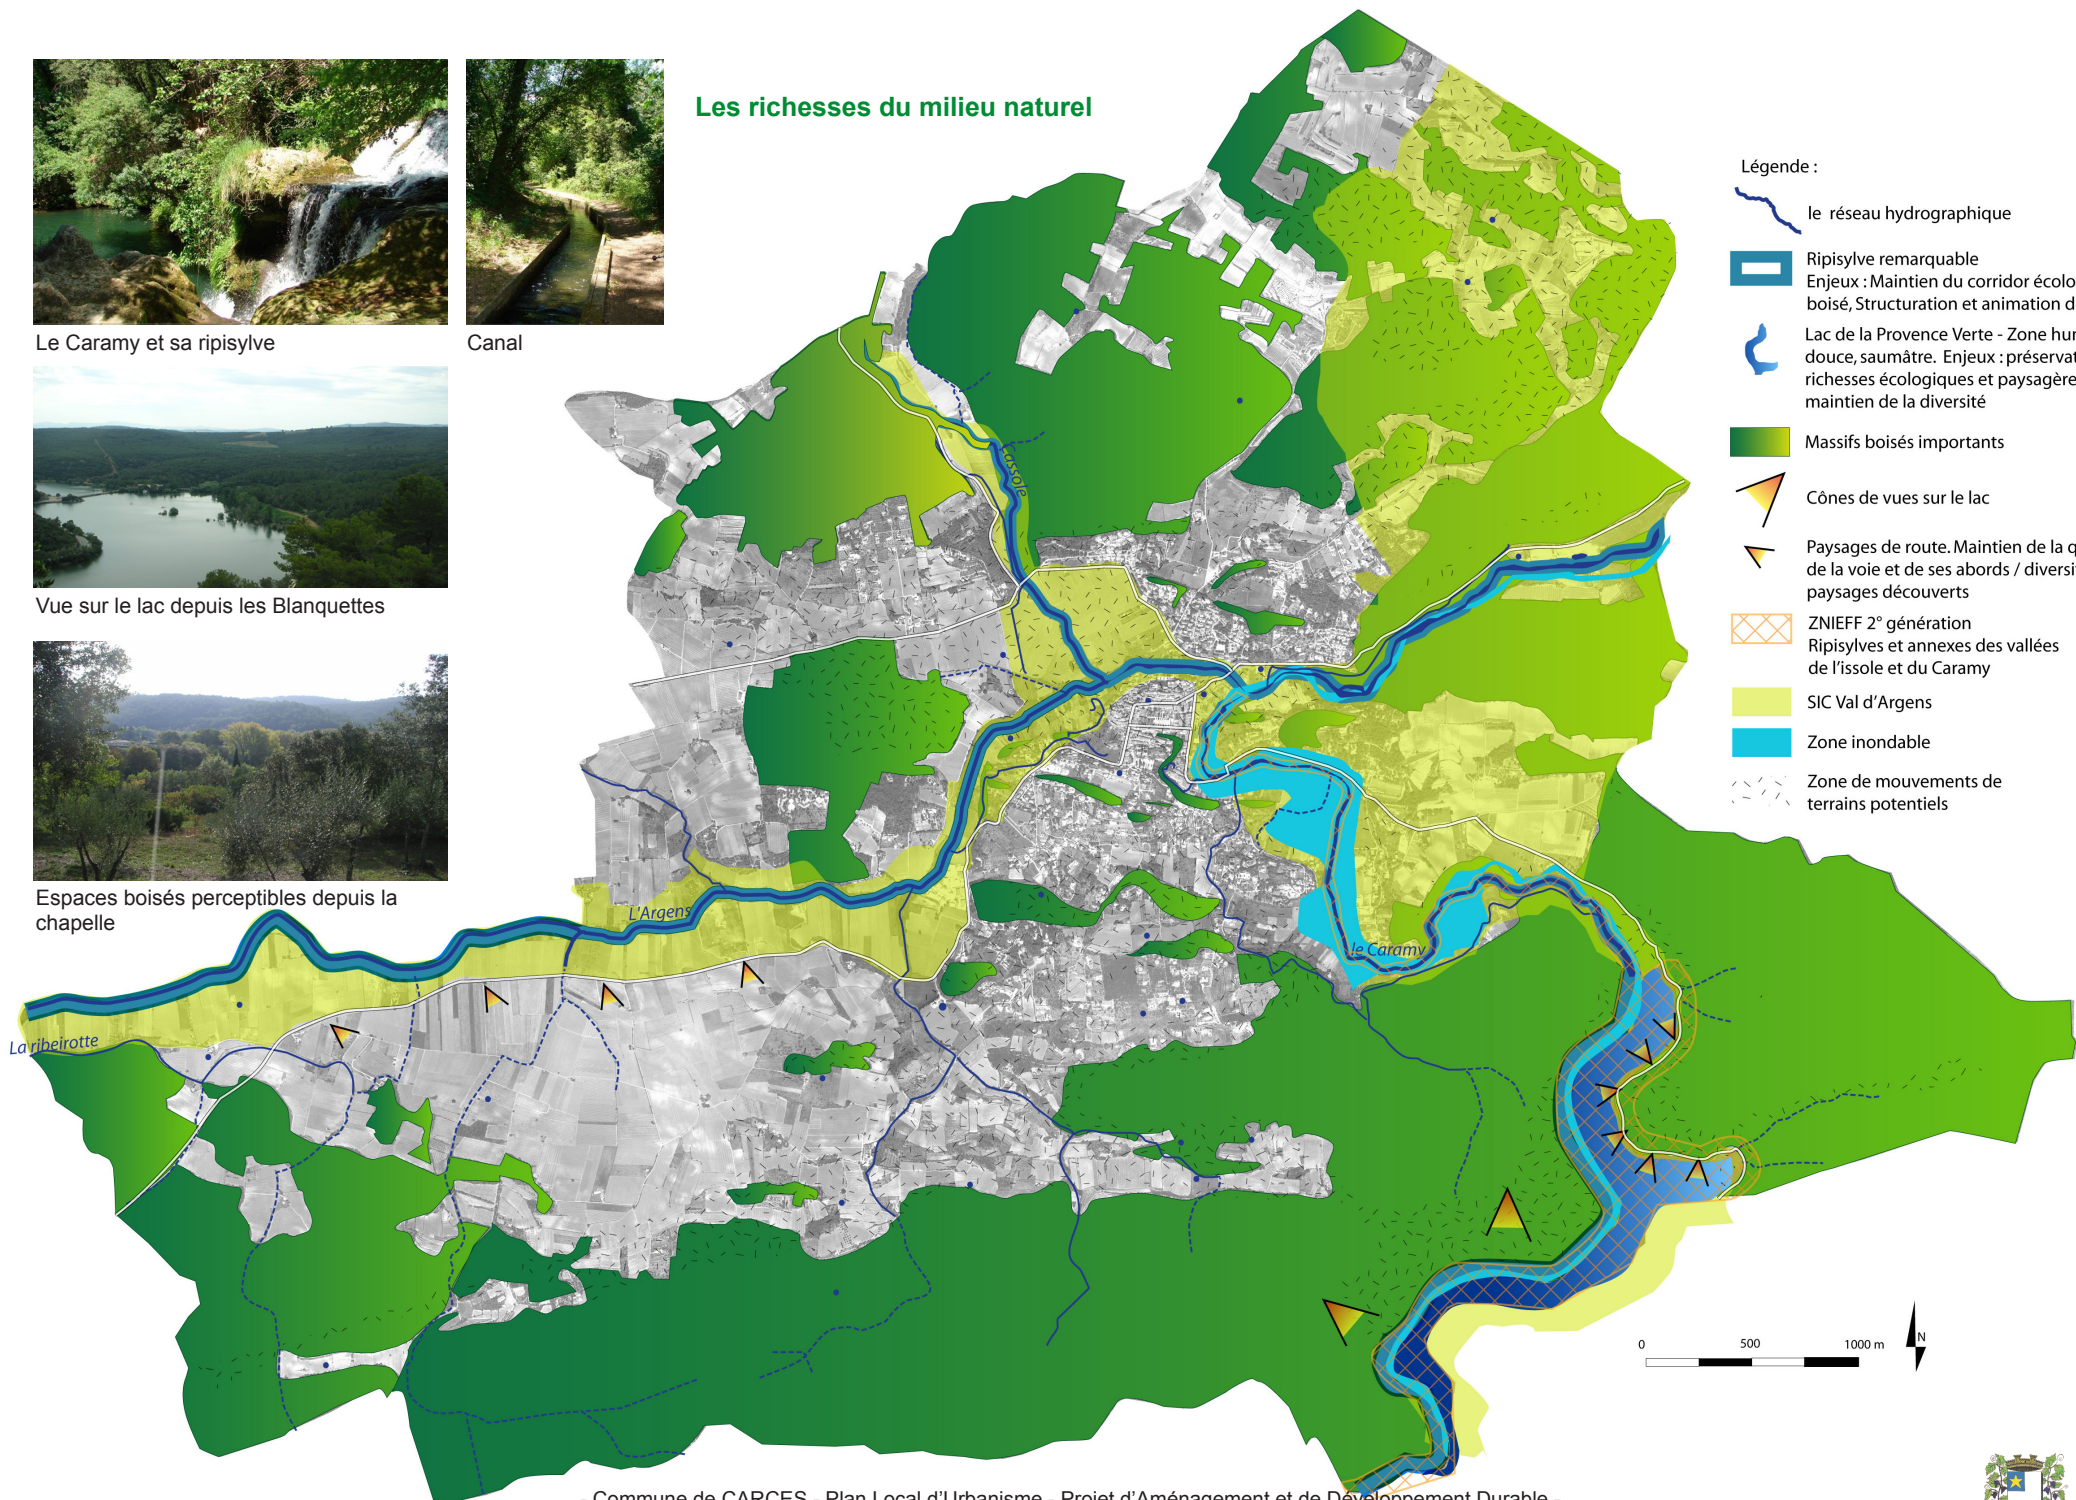 Les richesses du milieu naturel
Le Caramy et sa ripisylve
Canal
Vue sur le lac depuis les Blanquettes
Espaces boisés perceptibles depuis la
chapelle
Légende :
le réseau hydrographique
Ripisylve remarquable
Enjeux : Maintien du corridor écolo
boisé, Structuration et animation d
Lac de la Provence Verte - Zone hu
douce, saumâtre. Enjeux : préservat
richesses écologiques et paysagère
maintien de la diversité
Massifs boisés importants
Cônes de vues sur le lac
Paysages de route. Maintien de la q
de la voie et de ses abords / diversi
paysages découverts
ZNIEFF 2° génération
Ripisylves et annexes des vallées
de l'issole et du Caramy
SIC Val d'Argens
Zone inondable
Zone de mouvements de
terrains potentiels
Cassole
L'Argens
le Caramy
La ribeirotte
0 500 1000 m
N
- Commune de CARCES - Plan Local d'Urbanisme - Projet d'Aménagement et de Développement Durable -